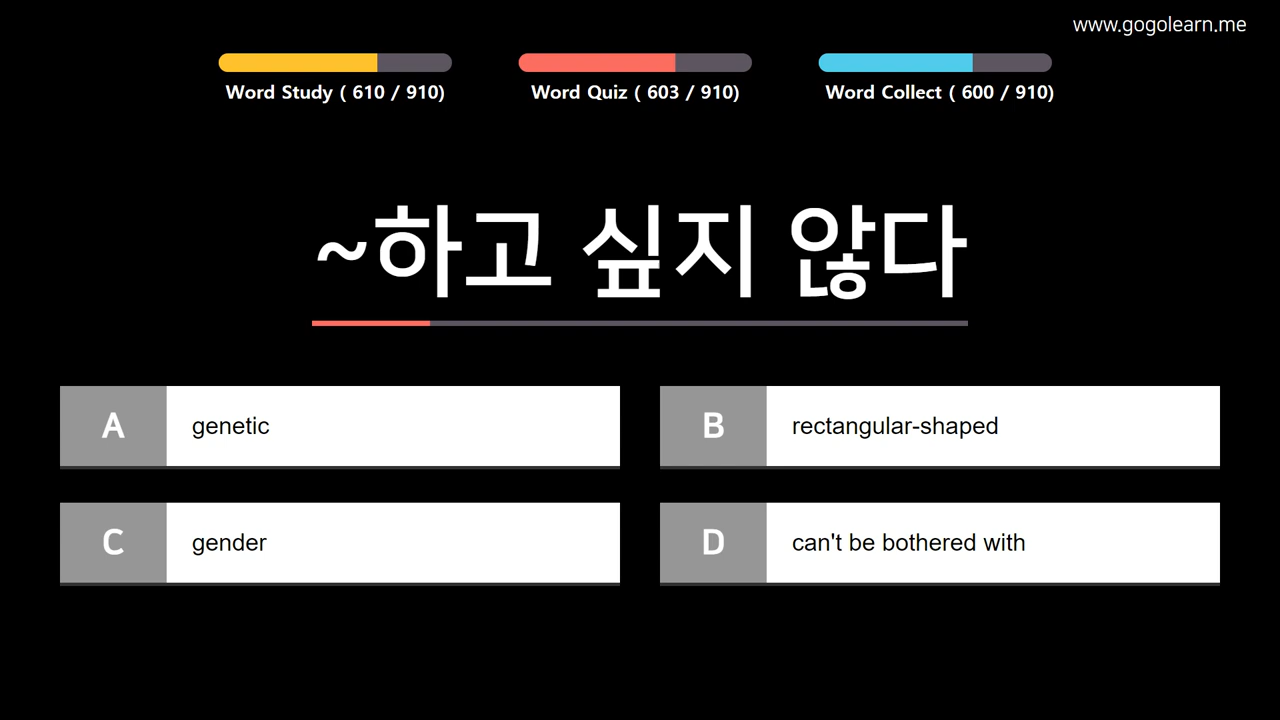 www.gogolearn.me
Word Study ( 610 / 910)
Word Quiz ( 603 / 910)
Word Collect ( 600 / 910)
~하고 싶지 않다
A genetic
B rectangular-shaped
C gender
D can't be bothered with